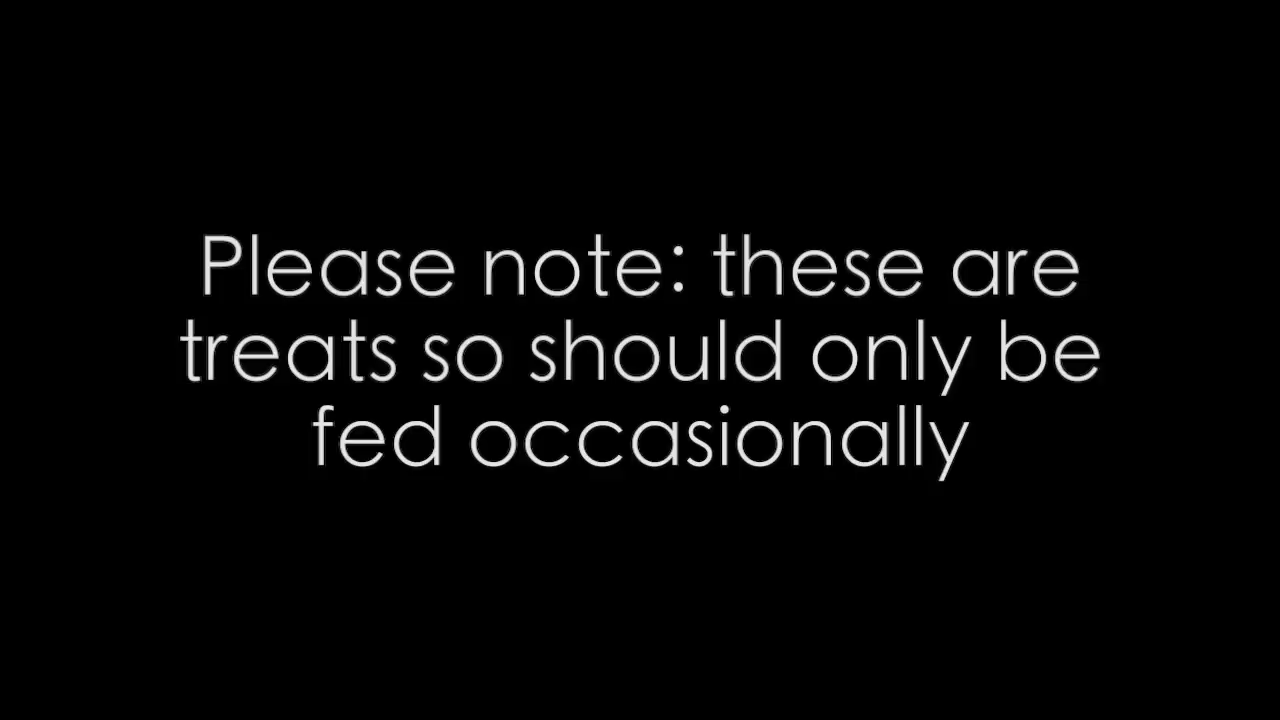 Please note: these are
treats so should only be
fed occasionally